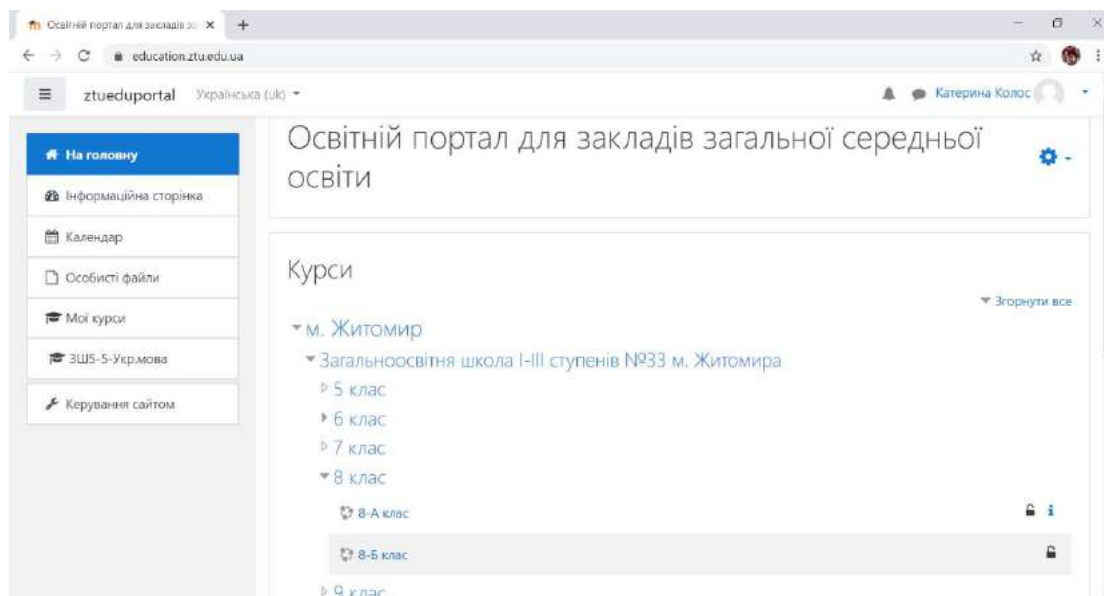 Освітній портал для закладів за
education.ztu.edu.ua
ztueduportal Українська (uk)
Катерина Колос
На головну
Інформаційна сторінка
Календар
Особисті файли
Мої курси
ЗШ5-5-Укр.мова
Керування сайтом
Освітній портал для закладів загальної середньої
освіти
Курси
Згорнути все
м. Житомир
Загальноосвітня школа І-ІІІ ступенів №33 м. Житомира
5 клас
6 клас
7 клас
8 клас
8-А клас
8-Б клас
9 клас